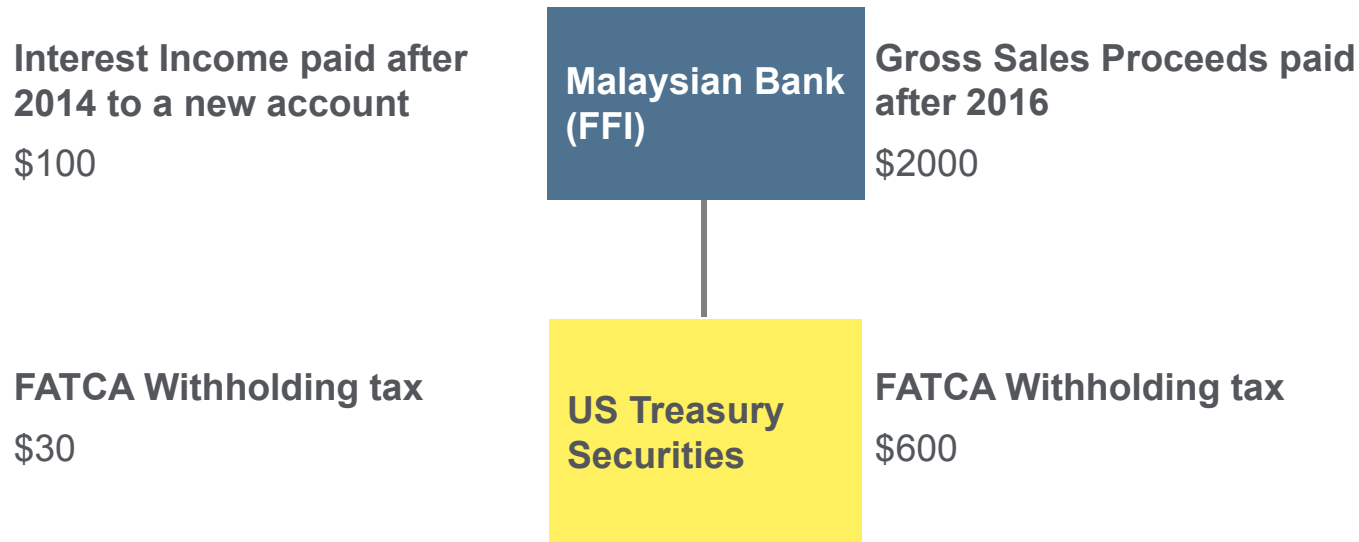 Interest Income paid after
2014 to a new account
$100
Malaysian Bank
(FFI)
Gross Sales Proceeds paid
after 2016
$2000
FATCA Withholding tax
$30
US Treasury
Securities
FATCA Withholding tax
$600